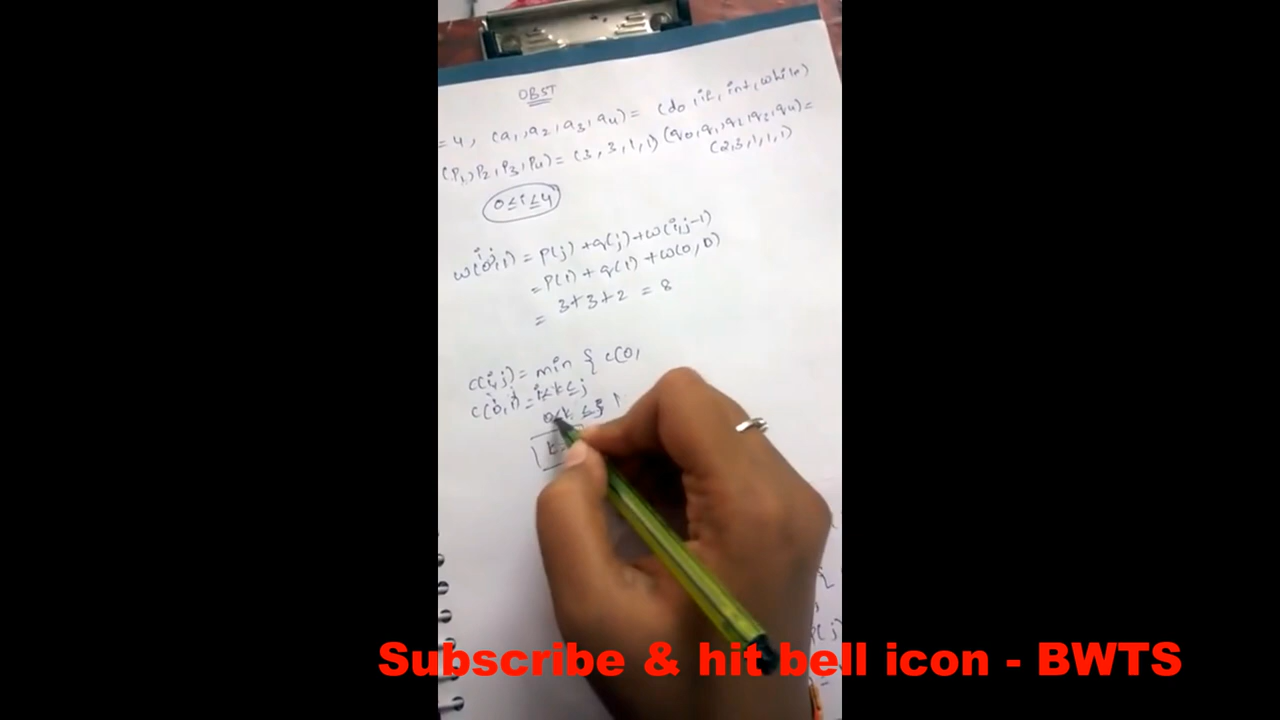 OBST
= 4, (a1, a2, a3, a4) = (do, if, int, while)
(P1, P2, P3, P4) = (3, 3, 1, 1) (q0, q1, q2, q3, q4) =
(2,3,1,1,1)
0 ≤ i ≤ 4
i j
w(0,1) = P(j) + q(j) + w(i,j-1)
= P(1) + q(1) + w(0,0)
= 3+3+2 = 8
c(i,j) = min { c(0,
i j
c(0,1) = i<k≤j
0<k ≤ 1
k
Subscribe & hit bell icon - BWTS